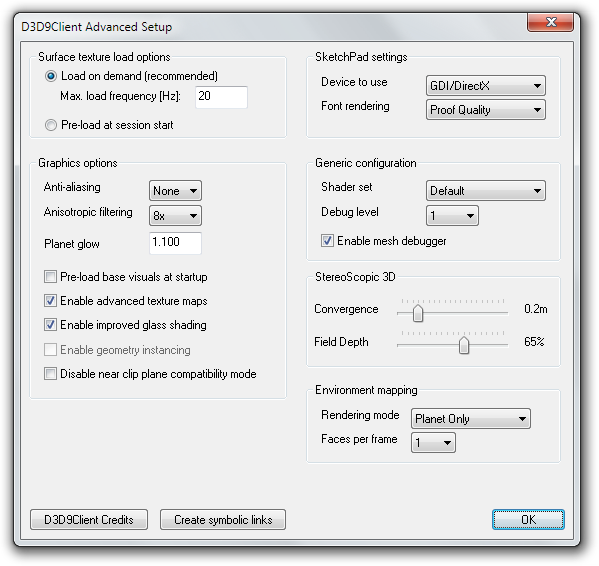 D3D9Client Advanced Setup
Surface texture load options
Load on demand (recommended)
Max. load frequency [Hz]: 20
Pre-load at session start
Graphics options
Anti-aliasing None
Anisotropic filtering 8x
Planet glow 1.100
Pre-load base visuals at startup
Enable advanced texture maps
Enable improved glass shading
Enable geometry instancing
Disable near clip plane compatibility mode
SketchPad settings
Device to use GDI/DirectX
Font rendering Proof Quality
Generic configuration
Shader set Default
Debug level 1
Enable mesh debugger
StereoScopic 3D
Convergence 0.2m
Field Depth 65%
Environment mapping
Rendering mode Planet Only
Faces per frame 1
D3D9Client Credits
Create symbolic links
OK